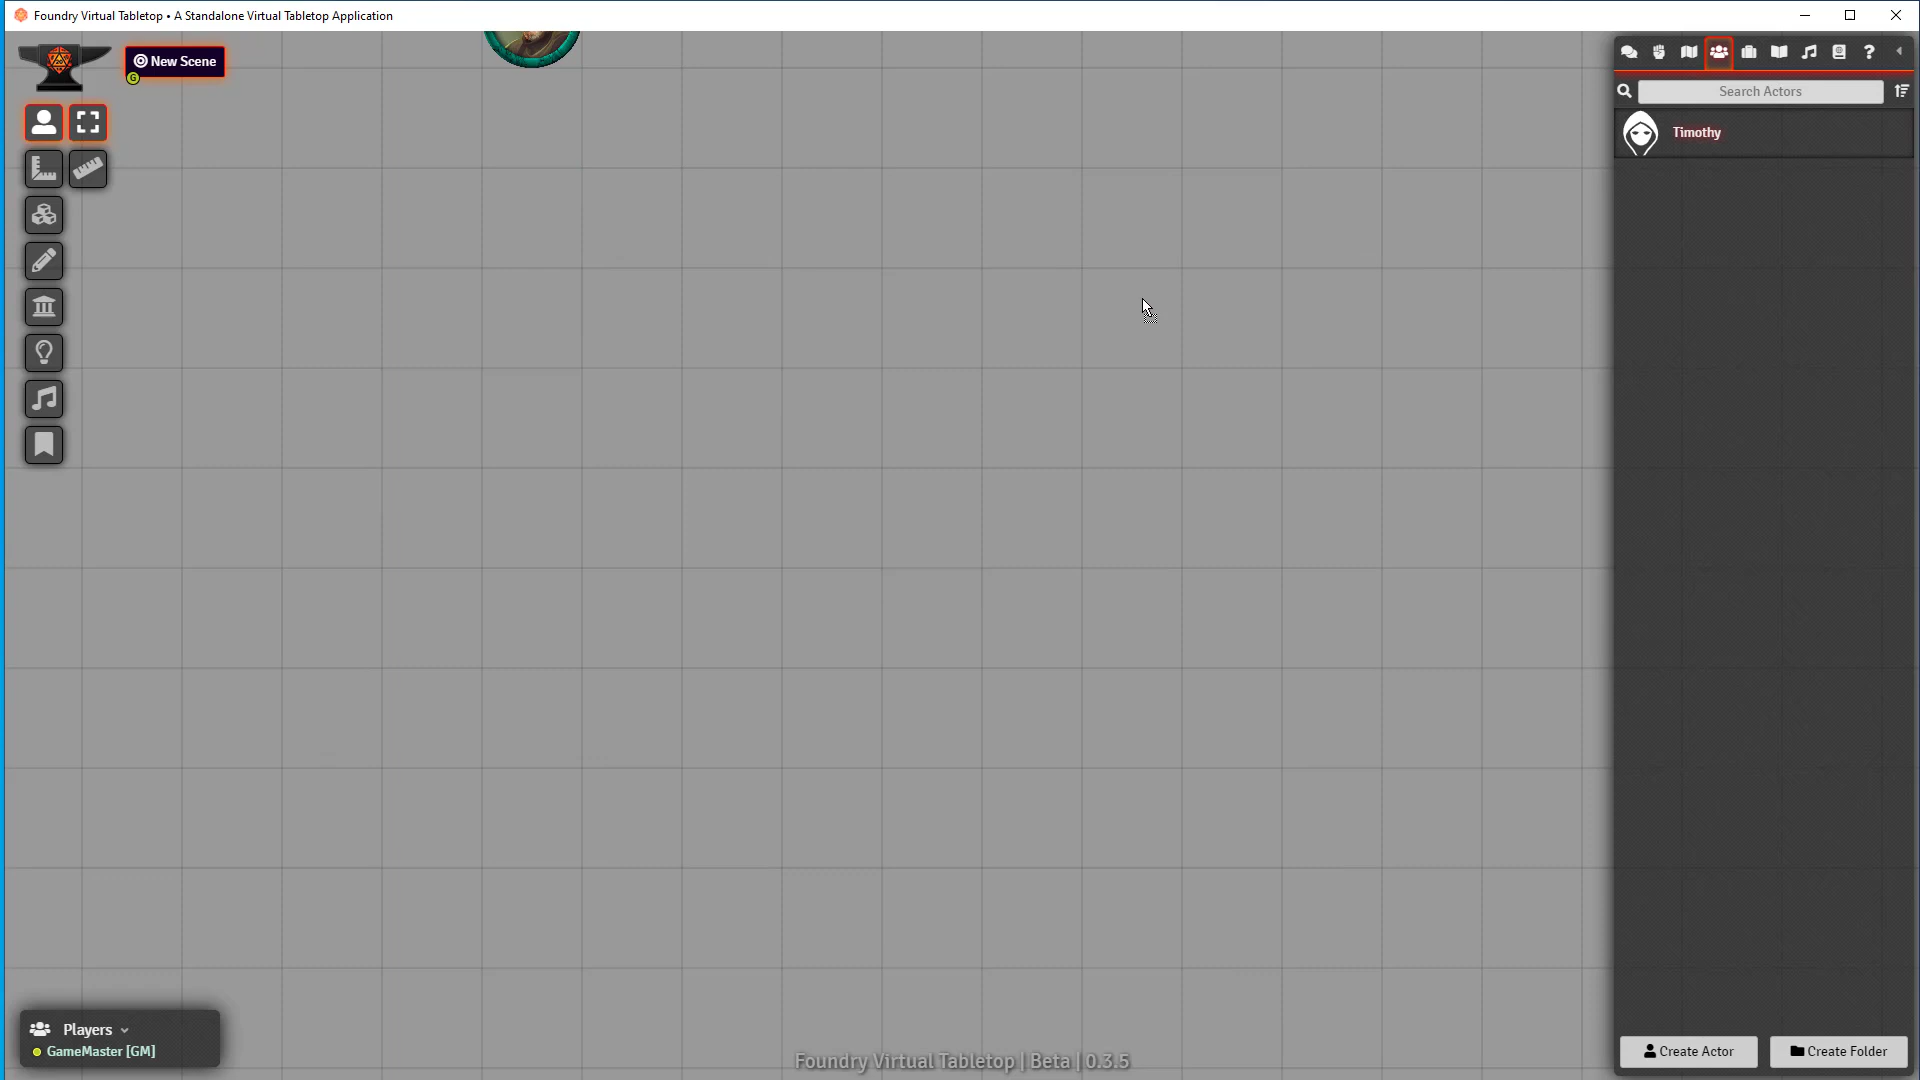 Foundry Virtual Tabletop • A Standalone Virtual Tabletop Application
New Scene
G
Search Actors
Timothy
Players
GameMaster [GM]
Foundry Virtual Tabletop | Beta | 0.3.5
Create Actor
Create Folder